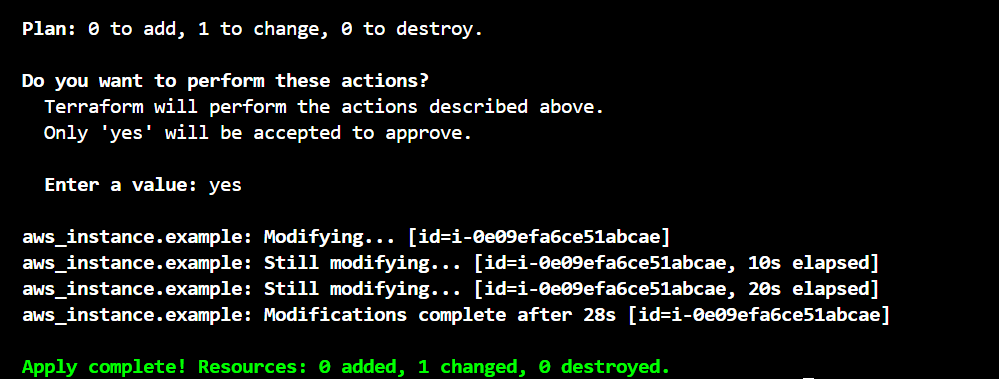 Plan: 0 to add, 1 to change, 0 to destroy.
Do you want to perform these actions?
Terraform will perform the actions described above.
Only 'yes' will be accepted to approve.
Enter a value: yes
aws_instance.example: Modifying... [id=i-0e09efa6ce51abcae]
aws_instance.example: Still modifying... [id=i-0e09efa6ce51abcae, 10s elapsed]
aws_instance.example: Still modifying... [id=i-0e09efa6ce51abcae, 20s elapsed]
aws_instance.example: Modifications complete after 28s [id=i-0e09efa6ce51abcae]
Apply complete! Resources: 0 added, 1 changed, 0 destroyed.